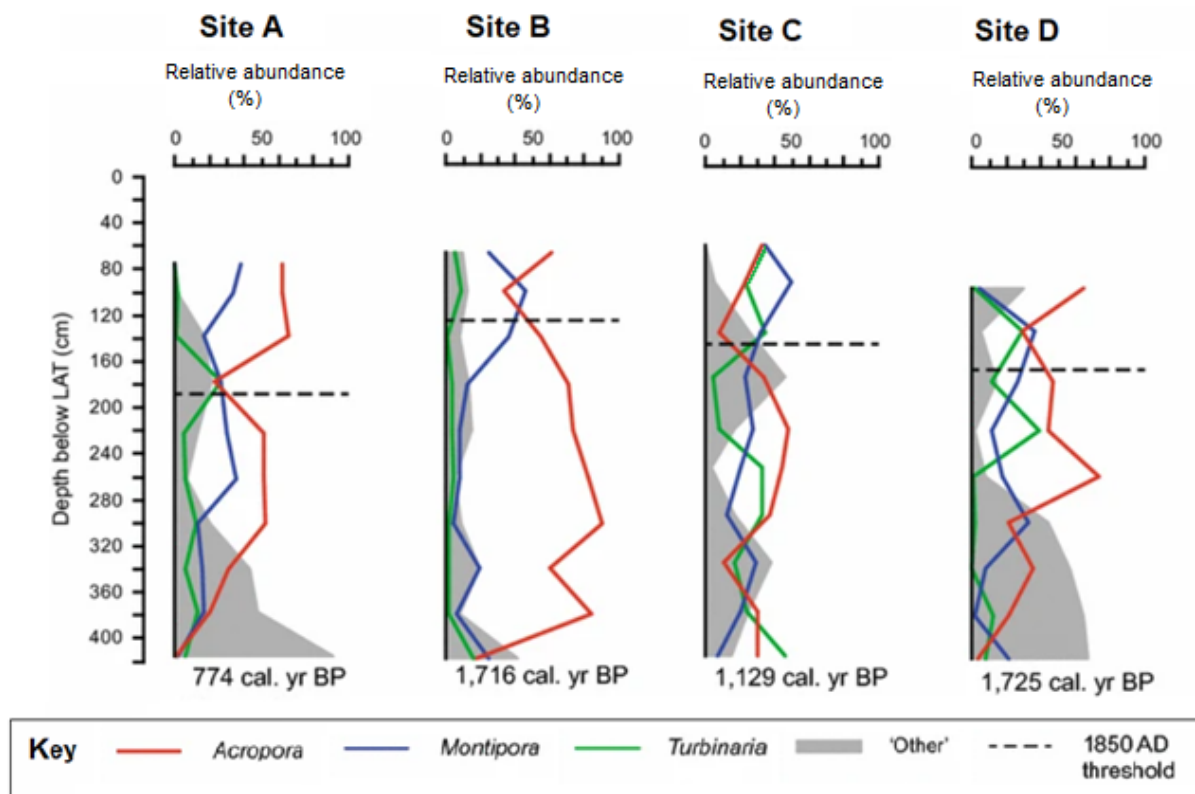 Site A
Site B
Site C
Site D
Relative abundance
(%)
Relative abundance
(%)
Relative abundance
(%)
Relative abundance
(%)
0 50 100
0 50 100
0 50 100
0 50 100
Depth below LAT (cm)
0
40
80
120
160
200
240
280
320
360
400
774 cal. yr BP
1,716 cal. yr BP
1,129 cal. yr BP
1,725 cal. yr BP
Key
Acropora
Montipora
Turbinaria
'Other'
1850 AD
threshold